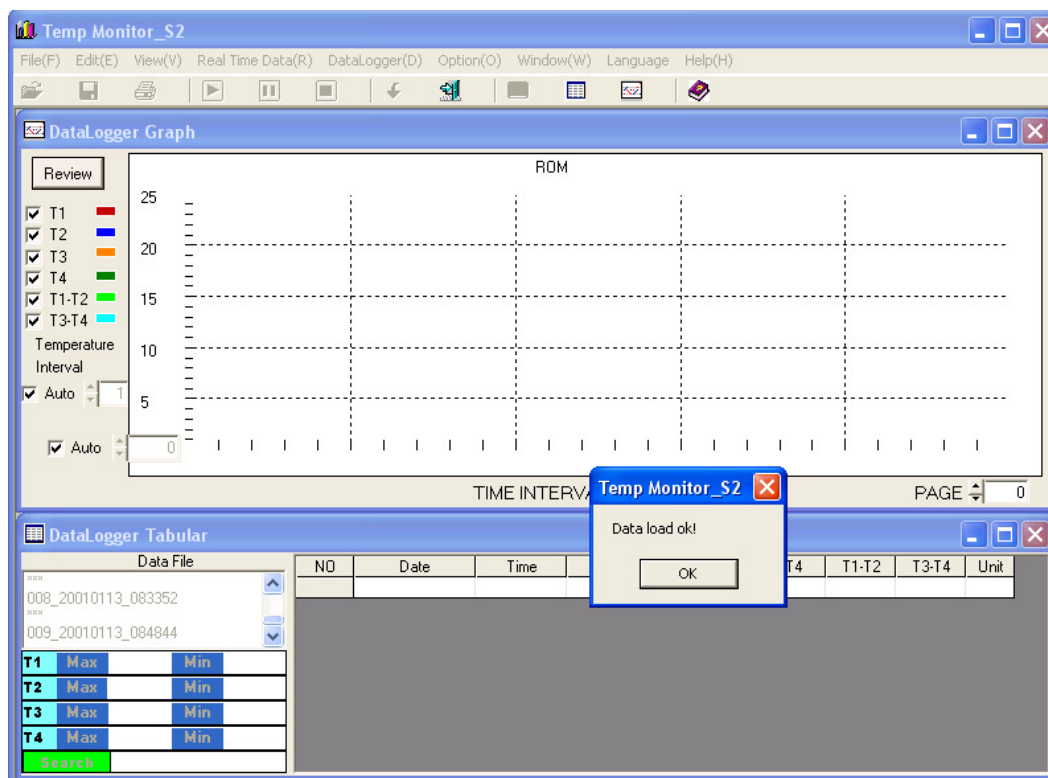 Temp Monitor_S2
File(F) Edit(E) View(V) Real Time Data(R) DataLogger(D) Option(O) Window(W) Language Help(H)
DataLogger Graph
Review
ROM
T1
T2
T3
T4
T1-T2
T3-T4
Temperature
Interval
Auto 1
Auto 0
25
20
15
10
5
TIME INTERVA
PAGE 0
Temp Monitor_S2
Data load ok!
OK
DataLogger Tabular
Data File
xxx
008_20010113_083352
xxx
009_20010113_084844
NO Date Time T4 T1-T2 T3-T4 Unit
T1 Max Min
T2 Max Min
T3 Max Min
T4 Max Min
Search